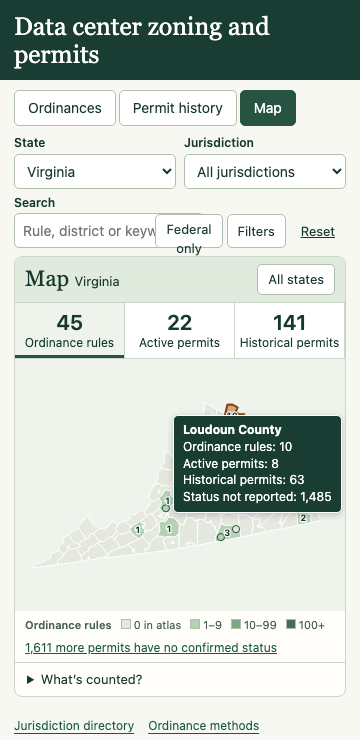 Data center zoning and
permits
Ordinances
Permit history
Map
State
Jurisdiction
Virginia
All jurisdictions
Search
Rule, district or keyw
Federal
only
Filters
Reset
Map Virginia
All states
45
Ordinance rules
22
Active permits
141
Historical permits
Loudoun County
Ordinance rules: 10
Active permits: 8
Historical permits: 63
Status not reported: 1,485
1
1
1
3
2
Ordinance rules
0 in atlas
1–9
10–99
100+
1,611 more permits have no confirmed status
▶ What's counted?
Jurisdiction directory
Ordinance methods